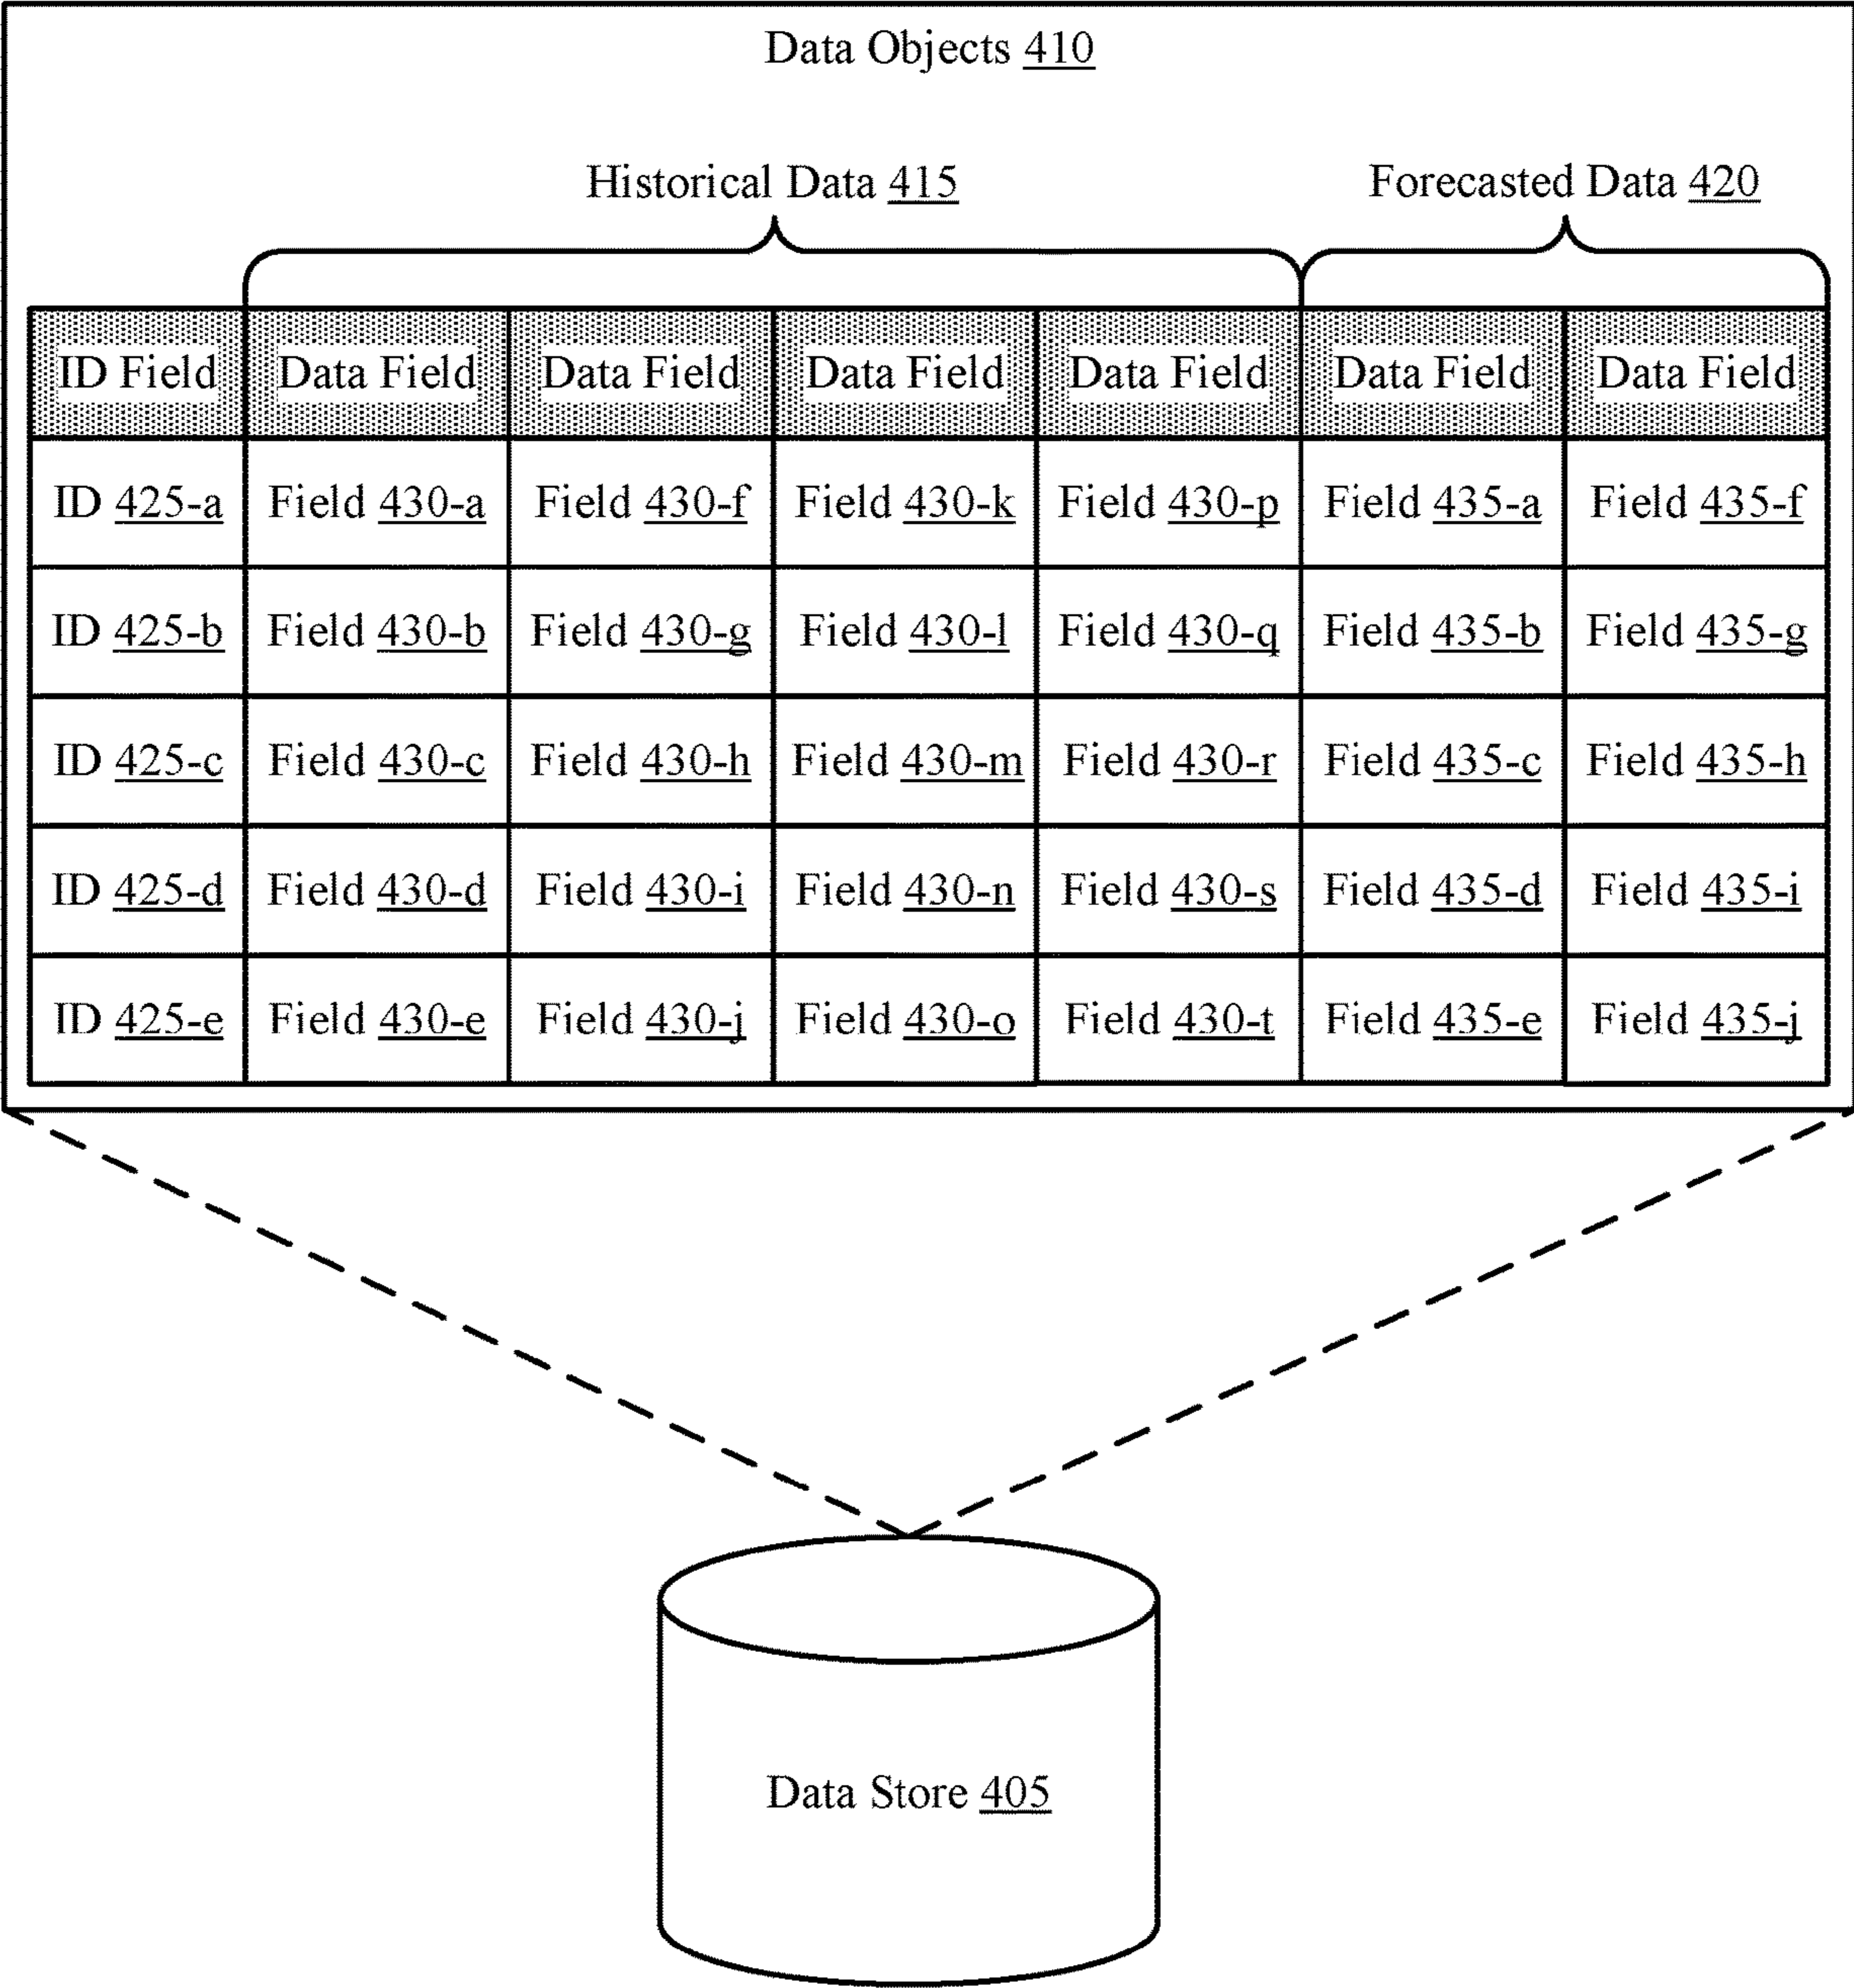 Data Objects 410
Historical Data 415 Forecasted Data 420
ID Field Data Field Data Field Data Field Data Field Data Field Data Field
ID 425-a Field 430-a Field 430-f Field 430-k Field 430-p Field 435-a Field 435-f
ID 425-b Field 430-b Field 430-g Field 430-l Field 430-q Field 435-b Field 435-g
ID 425-c Field 430-c Field 430-h Field 430-m Field 430-r Field 435-c Field 435-h
ID 425-d Field 430-d Field 430-i Field 430-n Field 430-s Field 435-d Field 435-i
ID 425-e Field 430-e Field 430-j Field 430-o Field 430-t Field 435-e Field 435-j
Data Store 405